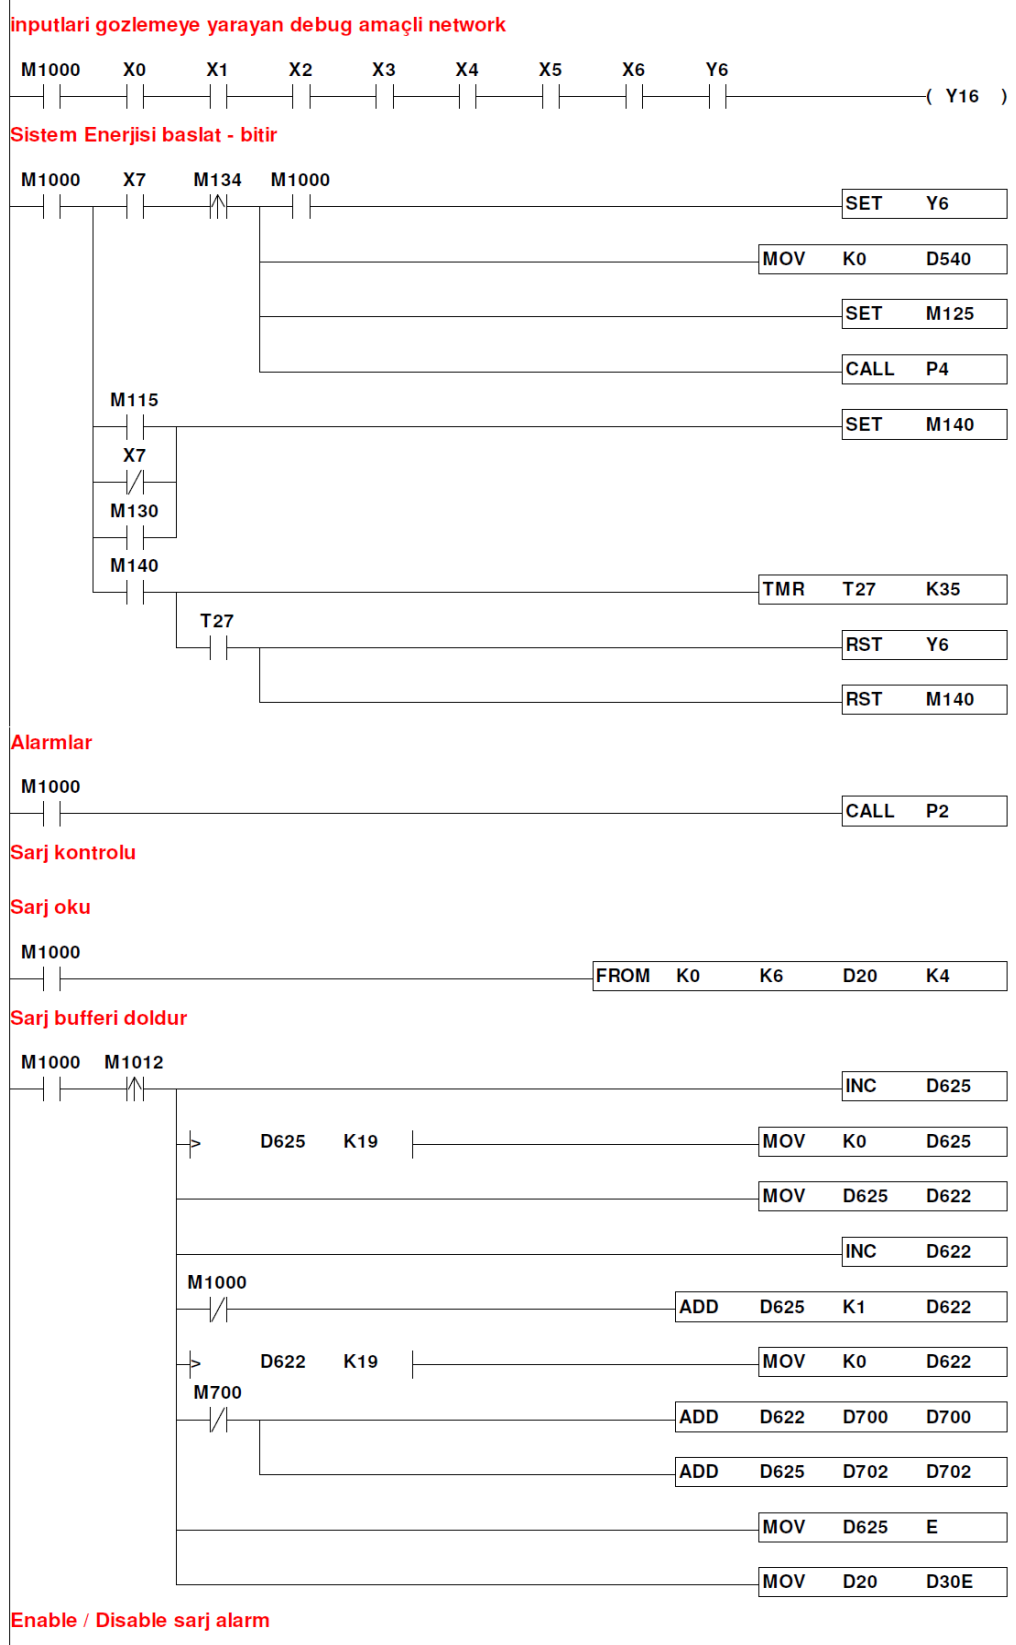 inputlari gozlemeye yarayan debug amaçli network
M1000 X0 X1 X2 X3 X4 X5 X6 Y6
( Y16 )
Sistem Enerjisi baslat - bitir
M1000 X7 M134 M1000
SET Y6
MOV K0 D540
SET M125
CALL P4
M115
SET M140
X7
M130
M140
TMR T27 K35
T27
RST Y6
RST M140
Alarmlar
M1000
CALL P2
Sarj kontrolu
Sarj oku
M1000
FROM K0 K6 D20 K4
Sarj bufferi doldur
M1000 M1012
INC D625
> D625 K19
MOV K0 D625
MOV D625 D622
INC D622
M1000
ADD D625 K1 D622
> D622 K19
MOV K0 D622
M700
ADD D622 D700 D700
ADD D625 D702 D702
MOV D625 E
MOV D20 D30E
Enable / Disable sarj alarm